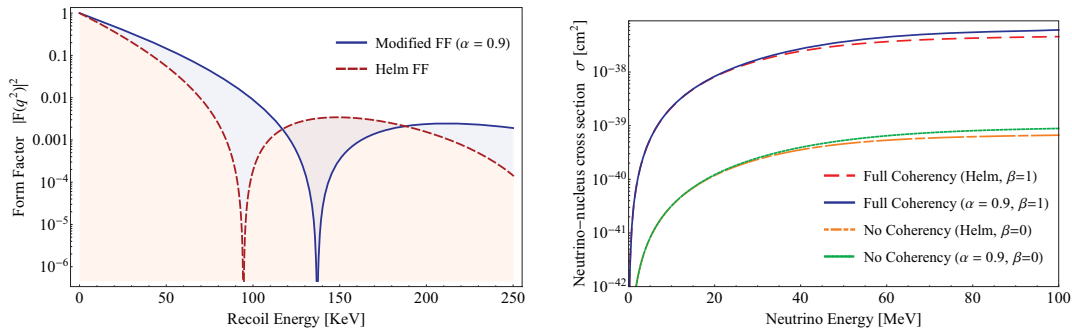 Form Factor |F(q²)|²
1
0.1
0.01
0.001
10⁻⁴
10⁻⁵
10⁻⁶
Modified FF (α = 0.9)
Helm FF
0 50 100 150 200 250
Recoil Energy [KeV]
Neutrino−nucleus cross section σ [cm²]
10⁻³⁸
10⁻³⁹
10⁻⁴⁰
10⁻⁴¹
10⁻⁴²
Full Coherency (Helm, β=1)
Full Coherency (α = 0.9, β=1)
No Coherency (Helm, β=0)
No Coherency (α = 0.9, β=0)
0 20 40 60 80 100
Neutrino Energy [MeV]